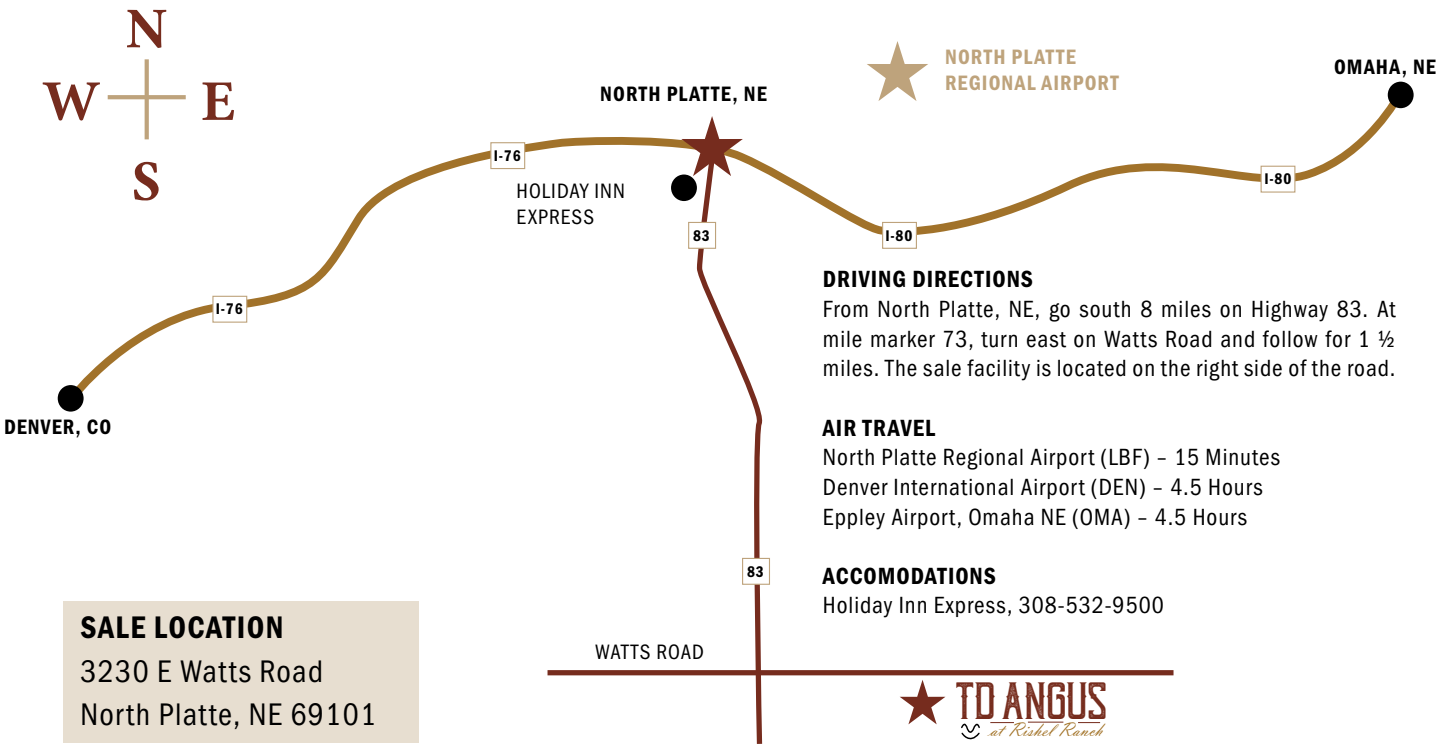 N
W E
S
NORTH PLATTE
REGIONAL AIRPORT
OMAHA, NE
NORTH PLATTE, NE
I-76
HOLIDAY INN
EXPRESS
I-80
83
I-80
I-76
DENVER, CO
DRIVING DIRECTIONS
From North Platte, NE, go south 8 miles on Highway 83. At
mile marker 73, turn east on Watts Road and follow for 1 ½
miles. The sale facility is located on the right side of the road.
AIR TRAVEL
North Platte Regional Airport (LBF) – 15 Minutes
Denver International Airport (DEN) – 4.5 Hours
Eppley Airport, Omaha NE (OMA) – 4.5 Hours
83
ACCOMODATIONS
Holiday Inn Express, 308-532-9500
SALE LOCATION
3230 E Watts Road
North Platte, NE 69101
WATTS ROAD
TD ANGUS
at Rishel Ranch